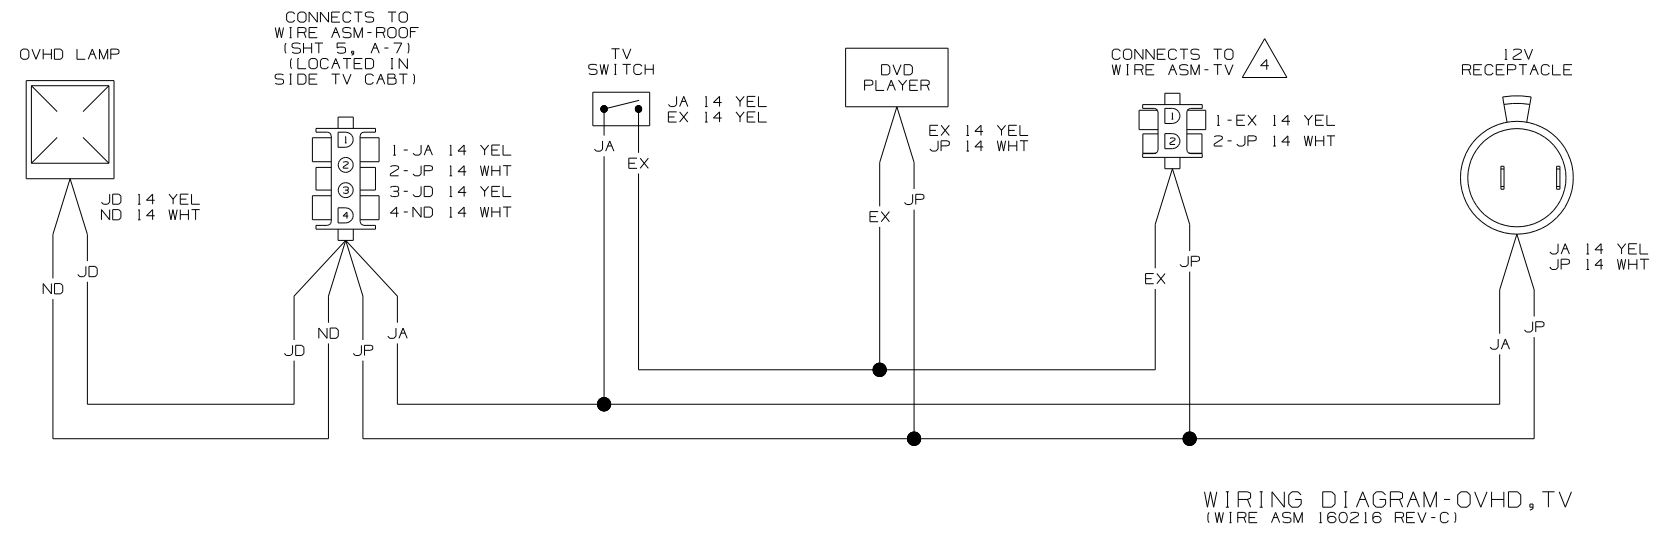 OVHD LAMP
JD 14 YEL
ND 14 WHT
ND
JD
CONNECTS TO
WIRE ASM-ROOF
(SHT 5, A-7)
(LOCATED IN
SIDE TV CABT)
1
2
3
4
1-JA 14 YEL
2-JP 14 WHT
3-JD 14 YEL
4-ND 14 WHT
JD
ND
JP
JA
TV
SWITCH
JA 14 YEL
EX 14 YEL
JA
EX
DVD
PLAYER
EX 14 YEL
JP 14 WHT
EX
JP
CONNECTS TO
WIRE ASM-TV
4
1
2
1-EX 14 YEL
2-JP 14 WHT
EX
JP
12V
RECEPTACLE
JA 14 YEL
JP 14 WHT
JA
JP
WIRING DIAGRAM-OVHD,TV
(WIRE ASM 160216 REV-C)